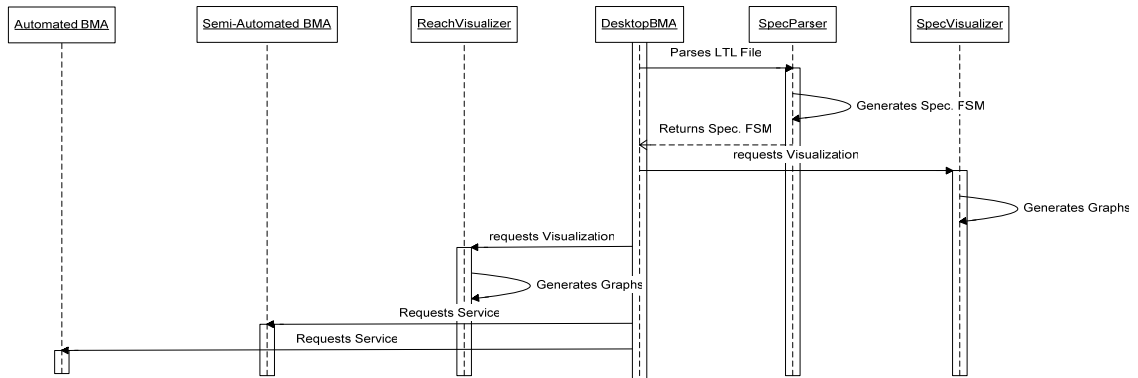 Automated BMA
Semi-Automated BMA
ReachVisualizer
DesktopBMA
SpecParser
SpecVisualizer
Parses LTL File
Generates Spec. FSM
Returns Spec. FSM
requests Visualization
Generates Graphs
requests Visualization
Generates Graphs
Requests Service
Requests Service